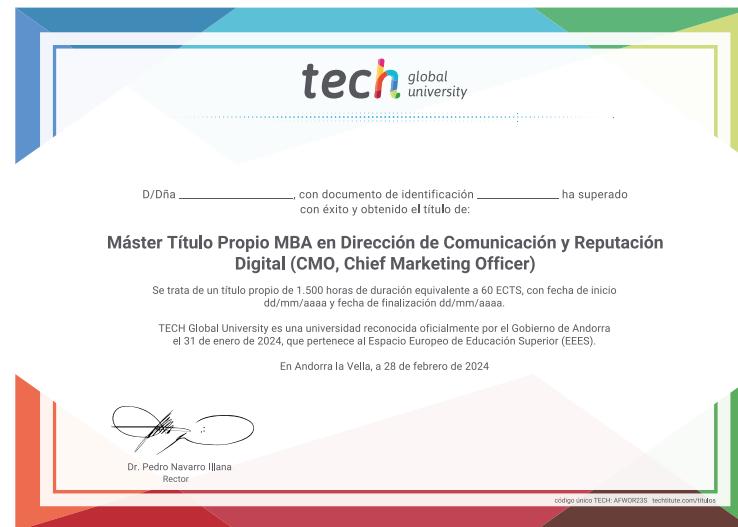 tech global university
D/Dña ____________________, con documento de identificación ______________ ha superado
con éxito y obtenido el título de:
Máster Título Propio MBA en Dirección de Comunicación y Reputación
Digital (CMO, Chief Marketing Officer)
Se trata de un título propio de 1.500 horas de duración equivalente a 60 ECTS, con fecha de inicio
dd/mm/aaaa y fecha de finalización dd/mm/aaaa.
TECH Global University es una universidad reconocida oficialmente por el Gobierno de Andorra
el 31 de enero de 2024, que pertenece al Espacio Europeo de Educación Superior (EEES).
En Andorra la Vella, a 28 de febrero de 2024
Dr. Pedro Navarro Illana
Rector
código único TECH: AFWOR23S techtitute.com/titulos